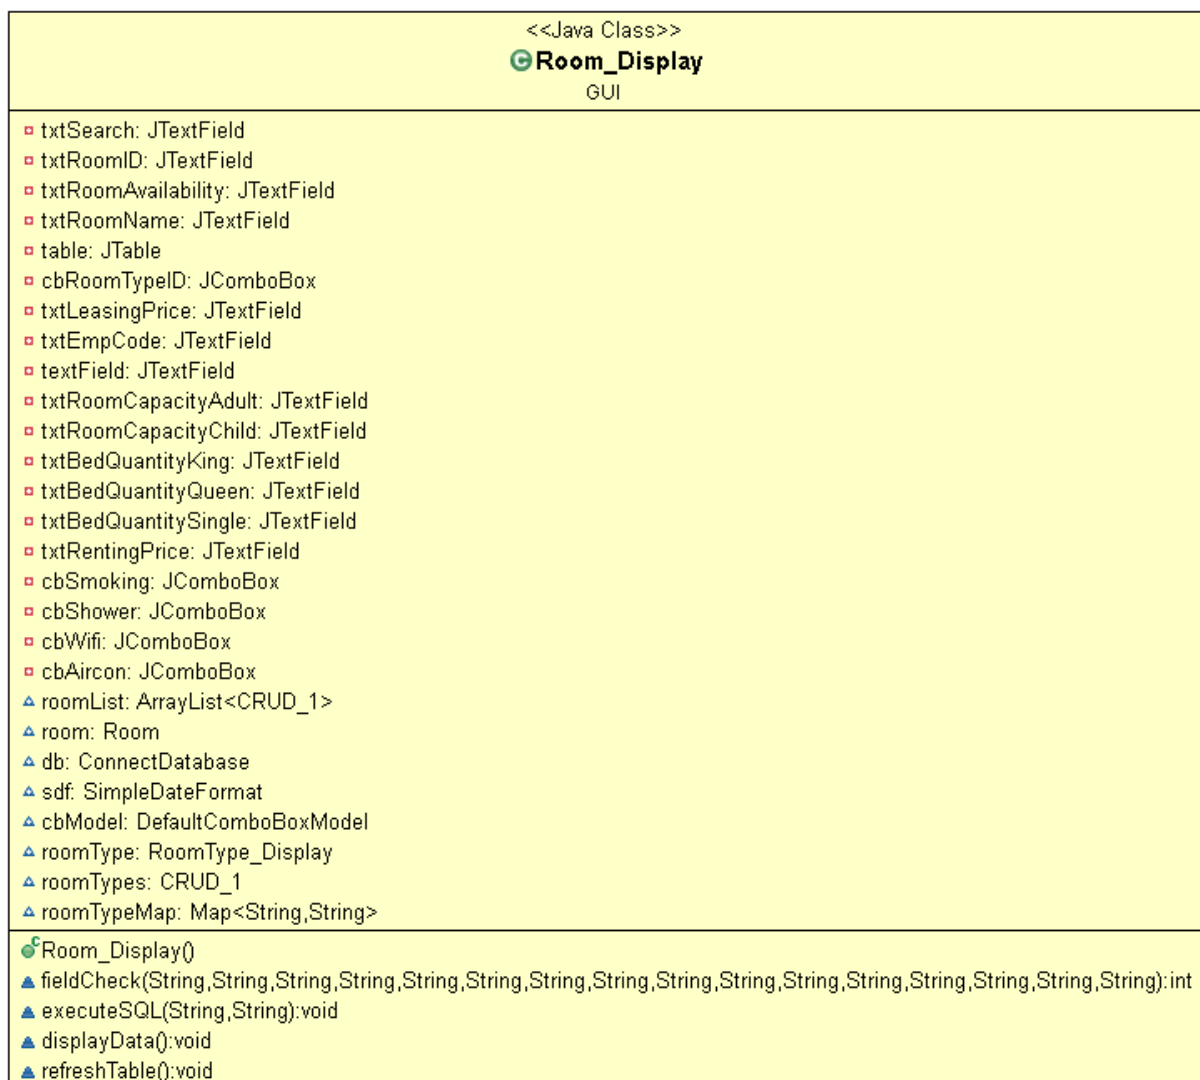 <<Java Class>>
Room_Display
GUI
txtSearch: JTextField
txtRoomID: JTextField
txtRoomAvailability: JTextField
txtRoomName: JTextField
table: JTable
cbRoomTypeID: JComboBox
txtLeasingPrice: JTextField
txtEmpCode: JTextField
textField: JTextField
txtRoomCapacityAdult: JTextField
txtRoomCapacityChild: JTextField
txtBedQuantityKing: JTextField
txtBedQuantityQueen: JTextField
txtBedQuantitySingle: JTextField
txtRentingPrice: JTextField
cbSmoking: JComboBox
cbShower: JComboBox
cbWifi: JComboBox
cbAircon: JComboBox
roomList: ArrayList<CRUD_1>
room: Room
db: ConnectDatabase
sdf: SimpleDateFormat
cbModel: DefaultComboBoxModel
roomType: RoomType_Display
roomTypes: CRUD_1
roomTypeMap: Map<String,String>
Room_Display()
fieldCheck(String,String,String,String,String,String,String,String,String,String,String,String,String,String,String,String):int
executeSQL(String,String):void
displayData():void
refreshTable():void